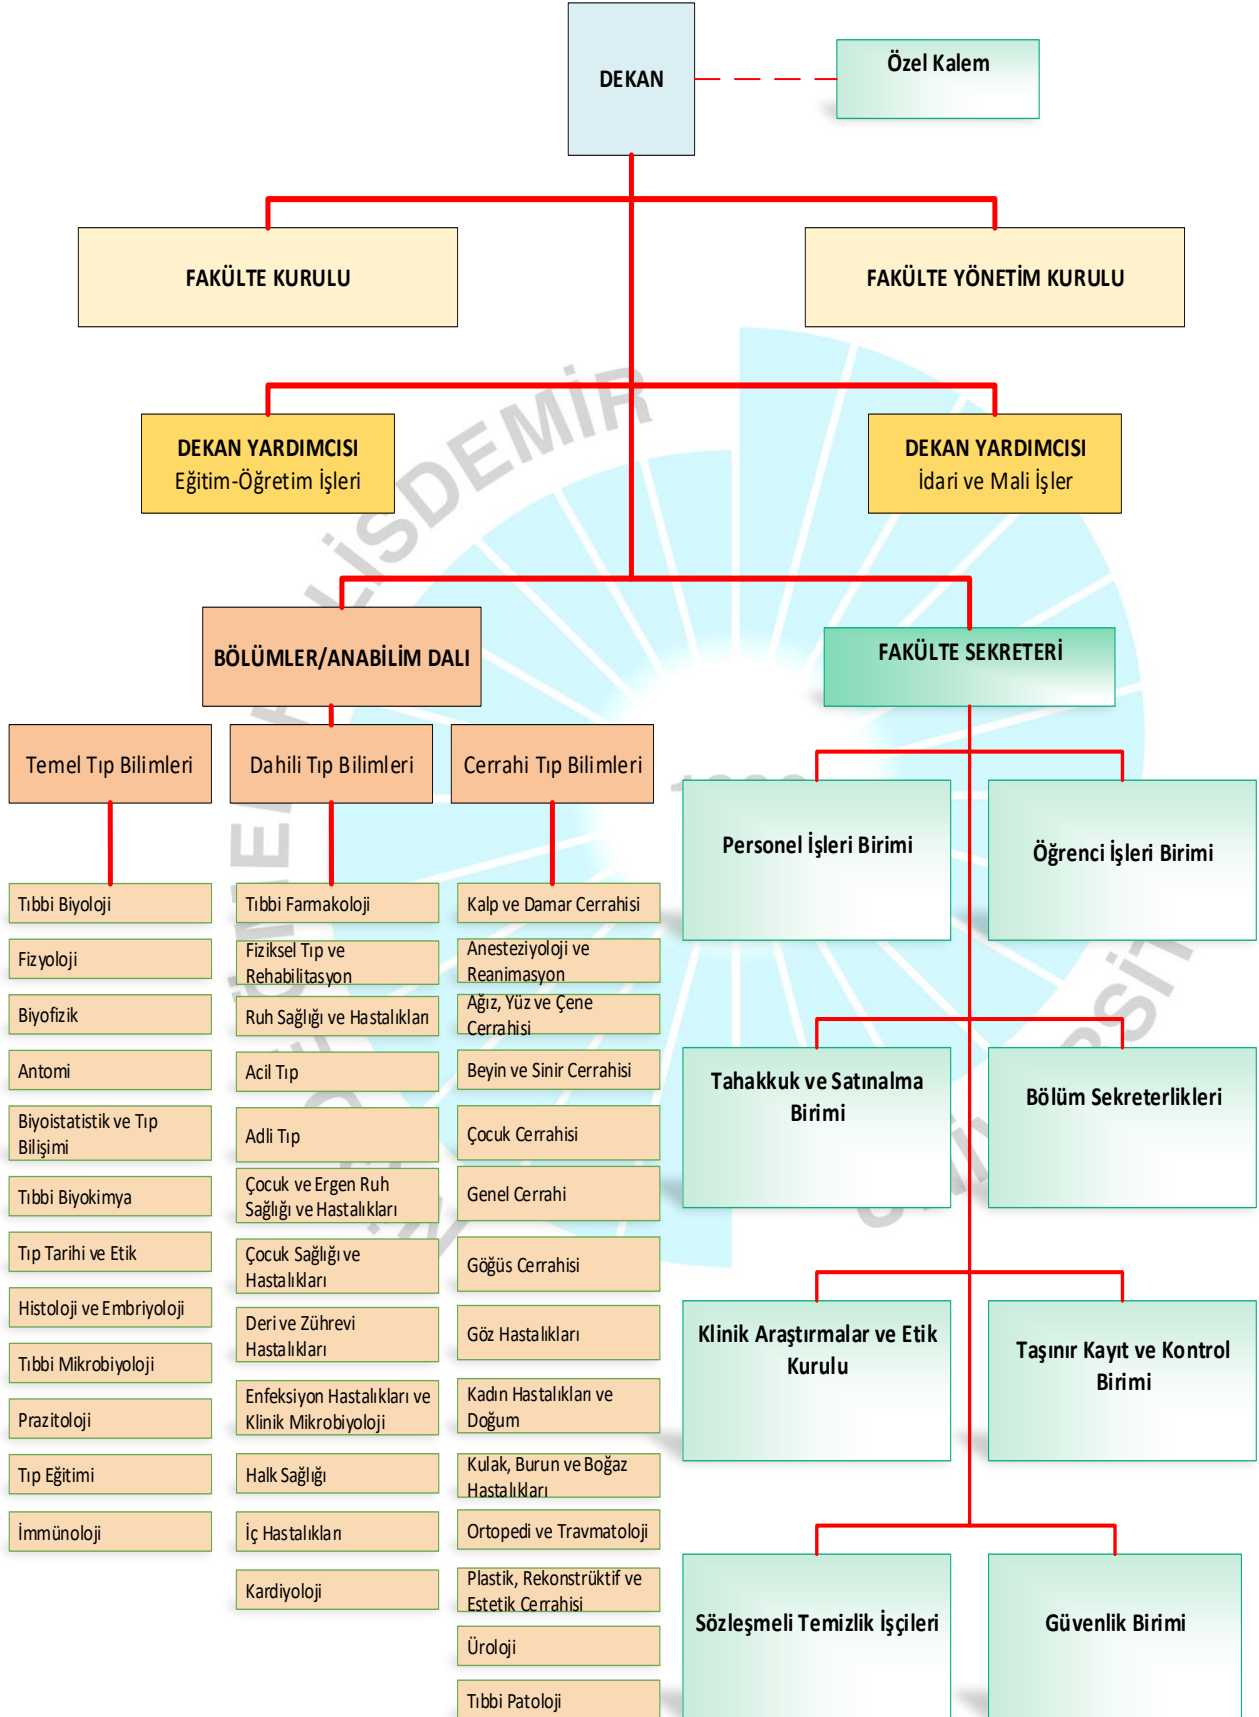 DEKAN
Özel Kalem
FAKÜLTE KURULU
FAKÜLTE YÖNETİM KURULU
DEKAN YARDIMCISI
Eğitim-Öğretim İşleri
DEKAN YARDIMCISI
İdari ve Mali İşler
BÖLÜMLER/ANABİLİM DALI
FAKÜLTE SEKRETERİ
Temel Tıp Bilimleri
Dahili Tıp Bilimleri
Cerrahi Tıp Bilimleri
Tıbbi Biyoloji
Fizyoloji
Biyofizik
Antomi
Biyoistatistik ve Tıp
Bilişimi
Tıbbi Biyokimya
Tıp Tarihi ve Etik
Histoloji ve Embriyoloji
Tıbbi Mikrobiyoloji
Prazitoloji
Tıp Eğitimi
İmmünoloji
Tıbbi Farmakoloji
Fiziksel Tıp ve
Rehabilitasyon
Ruh Sağlığı ve Hastalıkları
Acil Tıp
Adli Tıp
Çocuk ve Ergen Ruh
Sağlığı ve Hastalıkları
Çocuk Sağlığı ve
Hastalıkları
Deri ve Zührevi
Hastalıkları
Enfeksiyon Hastalıkları ve
Klinik Mikrobiyoloji
Halk Sağlığı
İç Hastalıkları
Kardiyoloji
Kalp ve Damar Cerrahisi
Anesteziyoloji ve
Reanimasyon
Ağız, Yüz ve Çene
Cerrahisi
Beyin ve Sinir Cerrahisi
Çocuk Cerrahisi
Genel Cerrahi
Göğüs Cerrahisi
Göz Hastalıkları
Kadın Hastalıkları ve
Doğum
Kulak, Burun ve Boğaz
Hastalıkları
Ortopedi ve Travmatoloji
Plastik, Rekonstrüktif ve
Estetik Cerrahisi
Üroloji
Tıbbi Patoloji
Personel İşleri Birimi
Öğrenci İşleri Birimi
Tahakkuk ve Satınalma
Birimi
Bölüm Sekreterlikleri
Klinik Araştırmalar ve Etik
Kurulu
Taşınır Kayıt ve Kontrol
Birimi
Sözleşmeli Temizlik İşçileri
Güvenlik Birimi